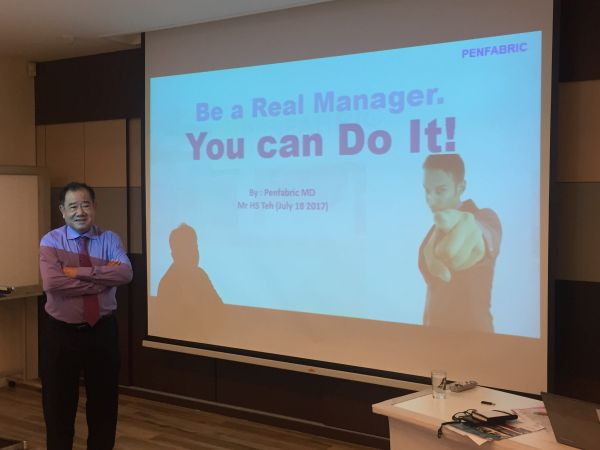 PENFABRIC
Be a Real Manager.
You can Do It!
By : Penfabric MD
Mr HS Teh (July 18 2017)